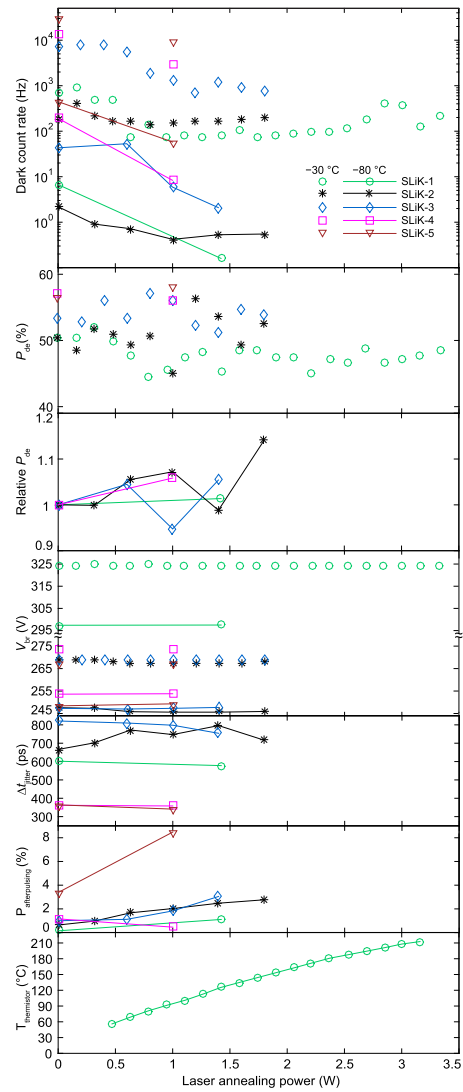 Dark count rate (Hz)
10^4
10^3
10^2
10^1
10^0
−30 °C −80 °C
SLiK-1
SLiK-2
SLiK-3
SLiK-4
SLiK-5
P_de (%)
60
50
40
Relative P_de
1.2
1.1
1
0.9
V_br (V)
325
315
305
295
275
265
255
245
Δt_jitter (ps)
800
700
600
500
400
300
P_afterpulsing (%)
8
6
4
2
0
T_thermistor (°C)
210
180
150
120
90
60
30
0
0 0.5 1 1.5 2 2.5 3 3.5
Laser annealing power (W)